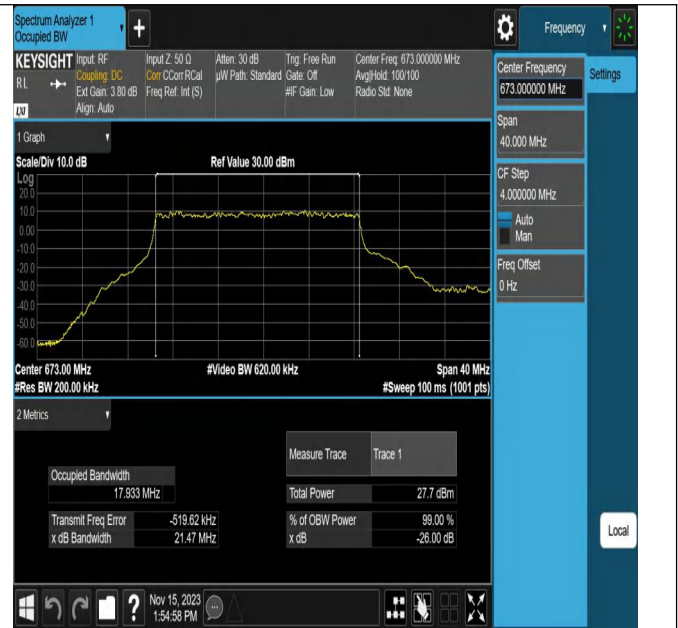 Spectrum Analyzer 1
Occupied BW
Frequency
KEYSIGHT
RL
LXI
Input: RF
Coupling: DC
Ext Gain: 3.80 dB
Align: Auto
Input Z: 50 Ω
Corr CCorr RCal
Freq Ref: Int (S)
Atten: 30 dB
µW Path: Standard
Trig: Free Run
Gate: Off
#IF Gain: Low
Center Freq: 673.000000 MHz
Avg|Hold: 100/100
Radio Std: None
Center Frequency
673.000000 MHz
Settings
Span
40.000 MHz
CF Step
4.000000 MHz
Auto
Man
Freq Offset
0 Hz
1 Graph
Scale/Div 10.0 dB
Ref Value 30.00 dBm
Log
20.0
10.0
0.00
-10.0
-20.0
-30.0
-40.0
-50.0
-60.0
Center 673.00 MHz
#Video BW 620.00 kHz
Span 40 MHz
#Res BW 200.00 kHz
#Sweep 100 ms (1001 pts)
2 Metrics
Measure Trace
Trace 1
Occupied Bandwidth
17.933 MHz
Total Power
27.7 dBm
Transmit Freq Error
-519.62 kHz
% of OBW Power
99.00 %
x dB Bandwidth
21.47 MHz
x dB
-26.00 dB
Local
?
Nov 15, 2023
1:54:58 PM